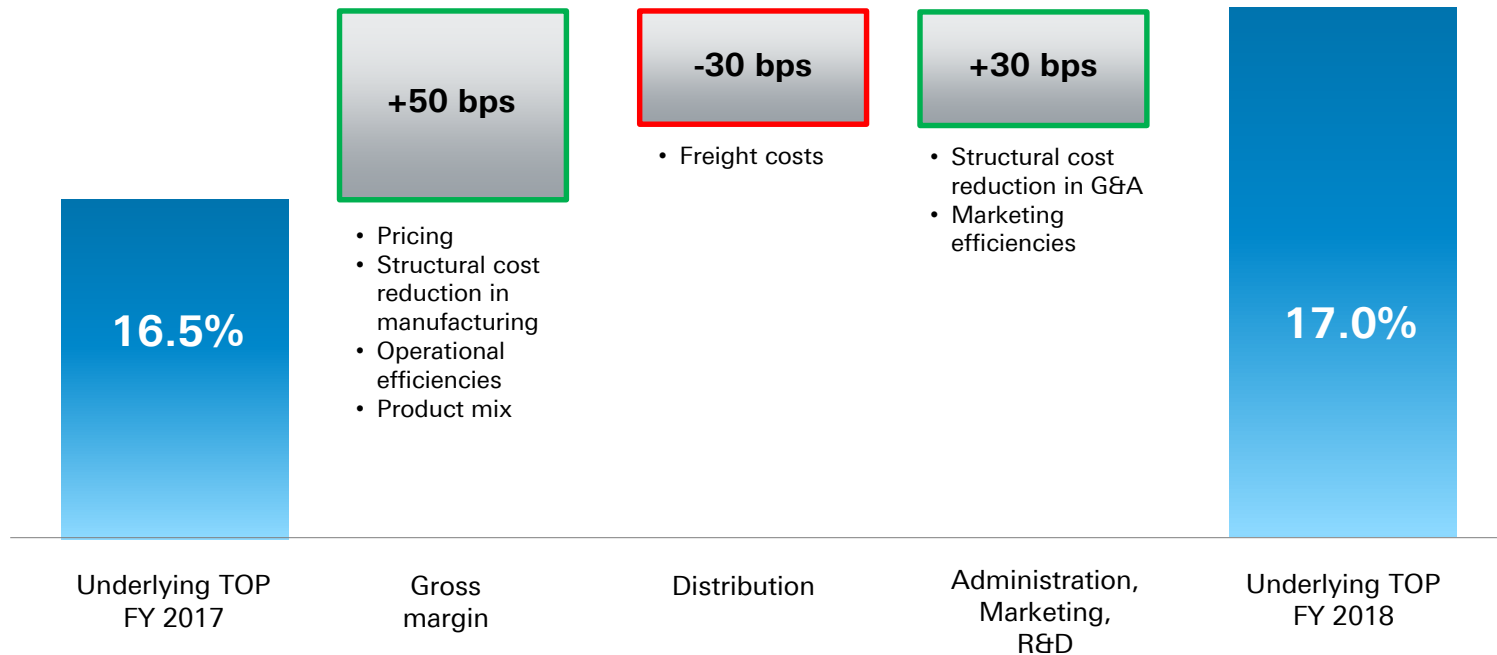 +50 bps
-30 bps
+30 bps
• Pricing
• Structural cost
reduction in
manufacturing
• Operational
efficiencies
• Product mix
• Freight costs
• Structural cost
reduction in G&A
• Marketing
efficiencies
16.5%
17.0%
Underlying TOP
FY 2017
Gross
margin
Distribution
Administration,
Marketing,
R&D
Underlying TOP
FY 2018